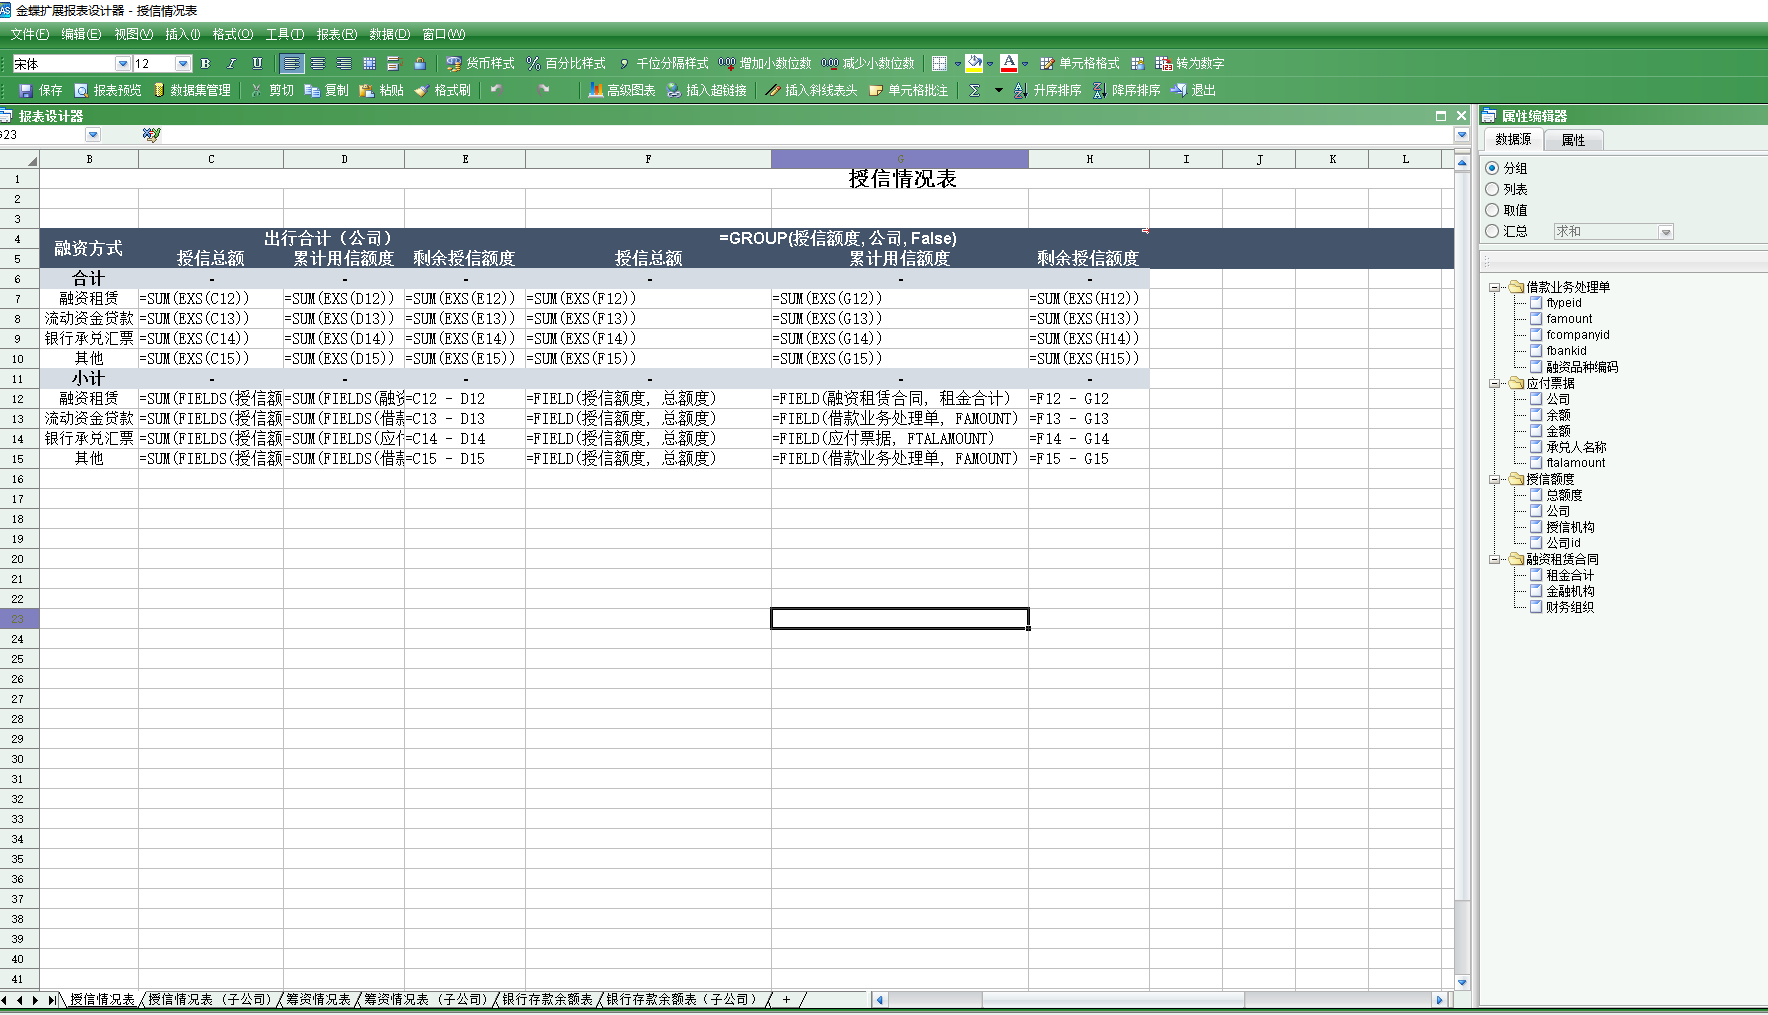 金蝶扩展报表设计器 - 授信情况表
文件(F) 编辑(E) 视图(V) 插入(I) 格式(O) 工具(T) 报表(R) 数据(D) 窗口(W)
宋体 12 B I U 货币样式 百分比样式 千位分隔样式 增加小数位数 减少小数位数 单元格格式 转为数字
保存 报表预览 数据集管理 剪切 复制 粘贴 格式刷 高级图表 插入超链接 插入斜线表头 单元格批注 Σ 升序排序 降序排序 退出
报表设计器
G23
B C D E F G H I J K L
1 授信情况表
2
3
4 融资方式 出行合计（公司） =GROUP(授信额度, 公司, False)
5 授信总额 累计用信额度 剩余授信额度 授信总额 累计用信额度 剩余授信额度
6 合计 - - - - - -
7 融资租赁 =SUM(EXS(C12)) =SUM(EXS(D12)) =SUM(EXS(E12)) =SUM(EXS(F12)) =SUM(EXS(G12)) =SUM(EXS(H12))
8 流动资金贷款 =SUM(EXS(C13)) =SUM(EXS(D13)) =SUM(EXS(E13)) =SUM(EXS(F13)) =SUM(EXS(G13)) =SUM(EXS(H13))
9 银行承兑汇票 =SUM(EXS(C14)) =SUM(EXS(D14)) =SUM(EXS(E14)) =SUM(EXS(F14)) =SUM(EXS(G14)) =SUM(EXS(H14))
10 其他 =SUM(EXS(C15)) =SUM(EXS(D15)) =SUM(EXS(E15)) =SUM(EXS(F15)) =SUM(EXS(G15)) =SUM(EXS(H15))
11 小计 - - - - - -
12 融资租赁 =SUM(FIELDS(授信额 =SUM(FIELDS(融资 =C12 - D12 =FIELD(授信额度, 总额度) =FIELD(融资租赁合同, 租金合计) =F12 - G12
13 流动资金贷款 =SUM(FIELDS(授信额 =SUM(FIELDS(借款 =C13 - D13 =FIELD(授信额度, 总额度) =FIELD(借款业务处理单, FAMOUNT) =F13 - G13
14 银行承兑汇票 =SUM(FIELDS(授信额 =SUM(FIELDS(应付 =C14 - D14 =FIELD(授信额度, 总额度) =FIELD(应付票据, FTALAMOUNT) =F14 - G14
15 其他 =SUM(FIELDS(授信额 =SUM(FIELDS(借款 =C15 - D15 =FIELD(授信额度, 总额度) =FIELD(借款业务处理单, FAMOUNT) =F15 - G15
16
17
18
19
20
21
22
23
24
25
26
27
28
29
30
31
32
33
34
35
36
37
38
39
40
41
授信情况表 授信情况表（子公司） 筹资情况表 筹资情况表（子公司） 银行存款余额表 银行存款余额表（子公司） +
属性编辑器
数据源 属性
分组
列表
取值
汇总 求和
借款业务处理单
ftypeid
famount
fcompanyid
fbankid
融资品种编码
应付票据
公司
余额
金额
承兑人名称
ftalamount
授信额度
总额度
公司
授信机构
公司id
融资租赁合同
租金合计
金融机构
财务组织